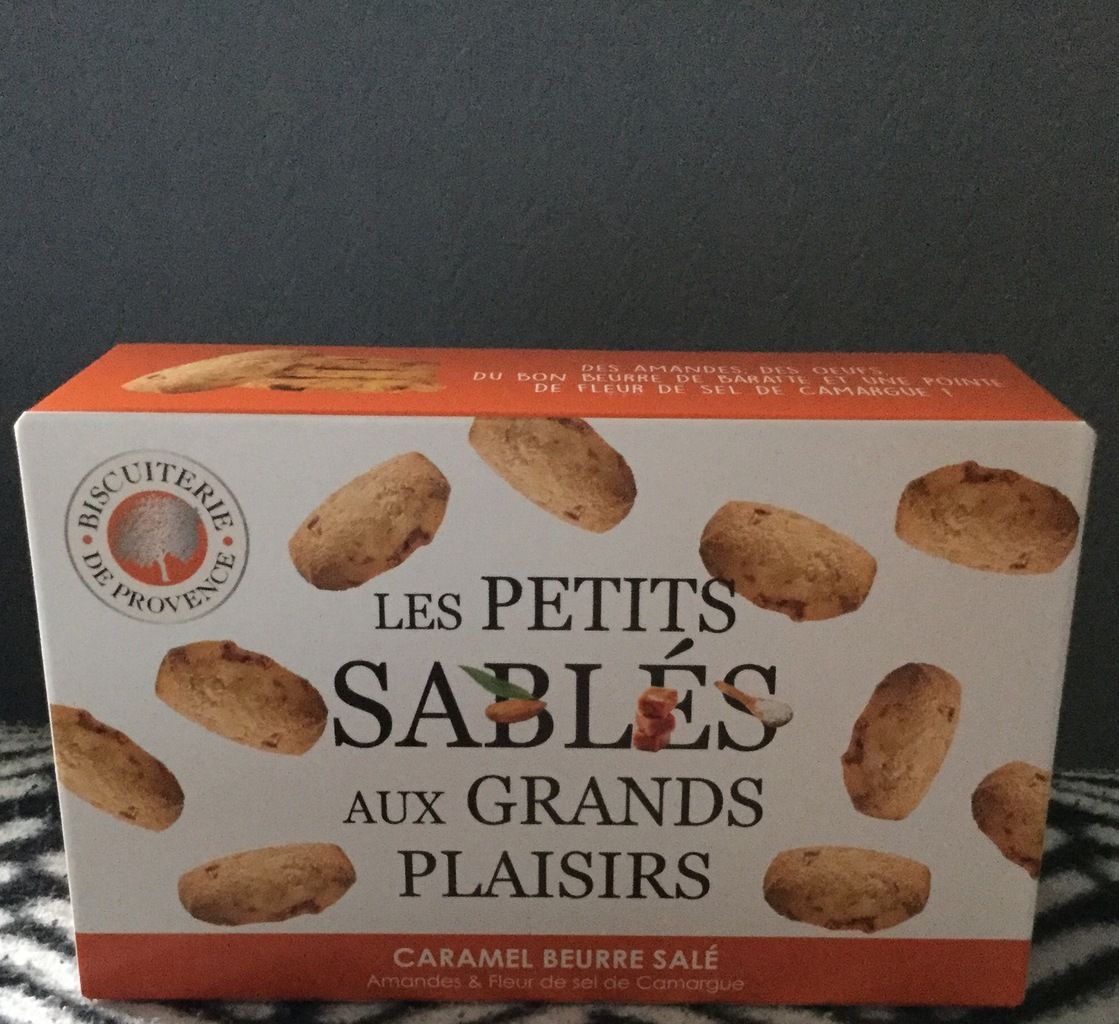 DES AMANDES, DES OEUFS,
DU BON BEURRE DE BARATTE ET UNE POINTE
DE FLEUR DE SEL DE CAMARGUE !
BISCUITERIE
DE PROVENCE
LES PETITS
SABLÉS
AUX GRANDS
PLAISIRS
CARAMEL BEURRE SALÉ
Amandes & Fleur de sel de Camargue